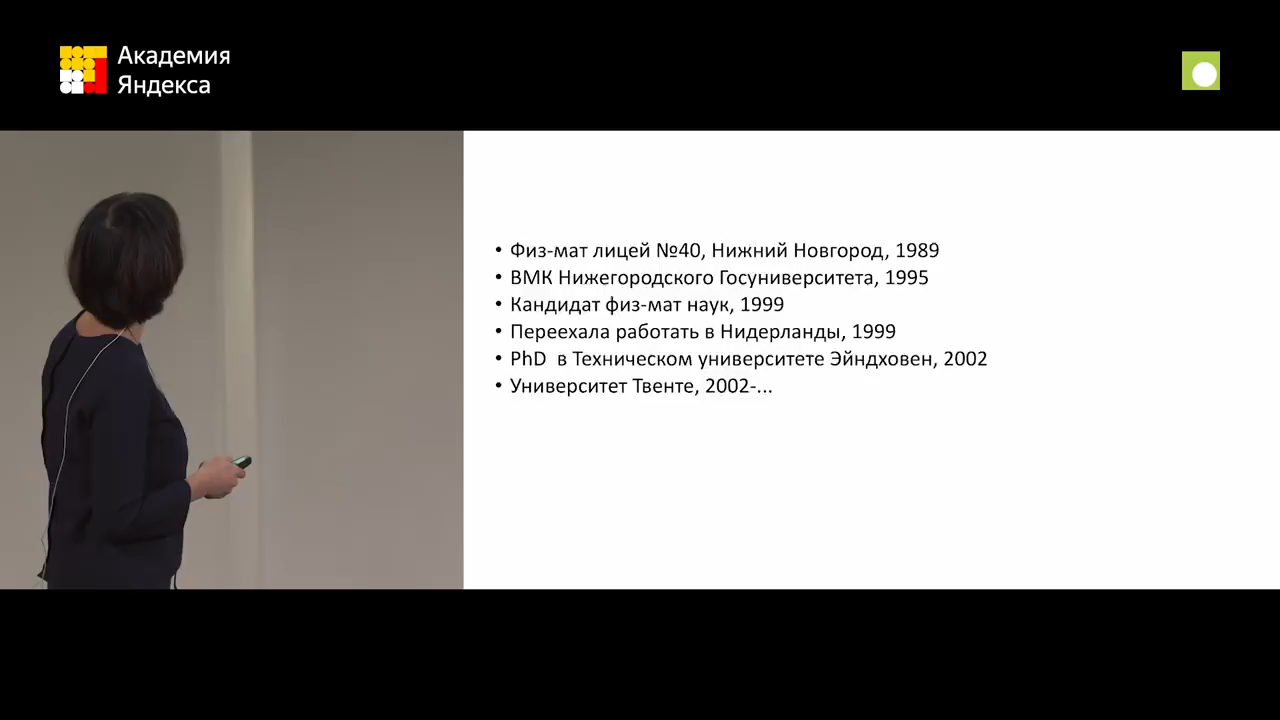 Академия
Яндекса
• Физ-мат лицей №40, Нижний Новгород, 1989
• ВМК Нижегородского Госуниверситета, 1995
• Кандидат физ-мат наук, 1999
• Переехала работать в Нидерланды, 1999
• PhD в Техническом университете Эйндховен, 2002
• Университет Твенте, 2002-...